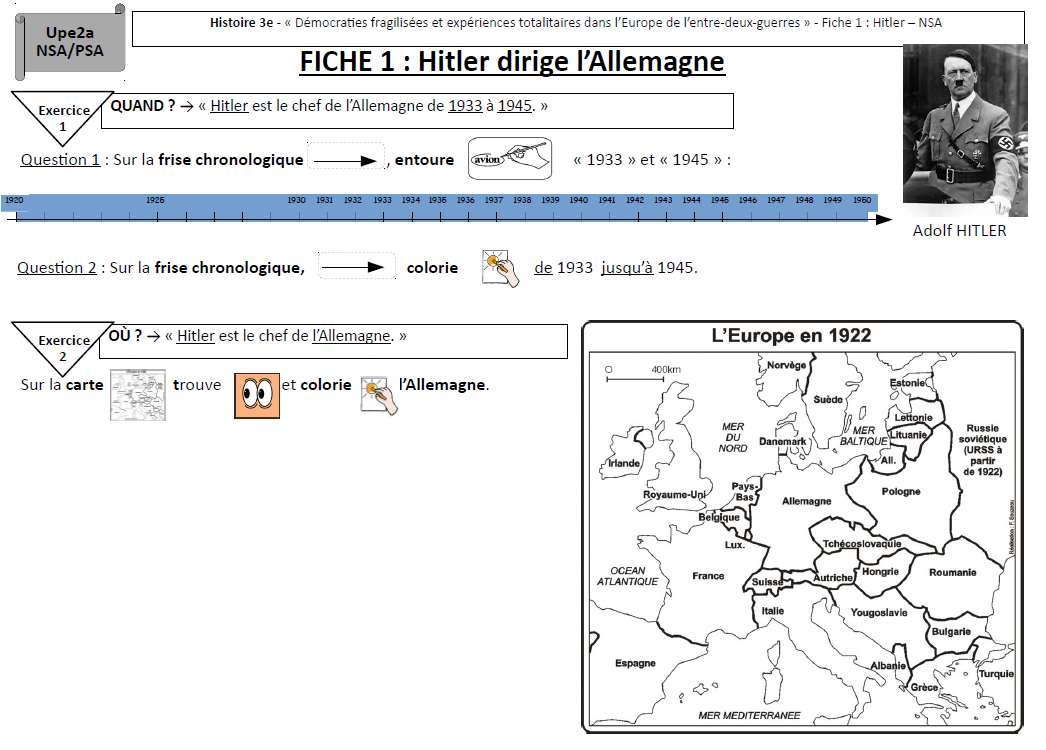 Upe2a
NSA/PSA
Histoire 3e - « Démocraties fragilisées et expériences totalitaires dans l'Europe de l'entre-deux-guerres » - Fiche 1 : Hitler – NSA
FICHE 1 : Hitler dirige l'Allemagne
Exercice
1
QUAND ? → « Hitler est le chef de l'Allemagne de 1933 à 1945. »
Question 1 : Sur la frise chronologique , entoure avion « 1933 » et « 1945 » :
1920 1925 1930 1931 1932 1933 1934 1935 1936 1937 1938 1939 1940 1941 1942 1943 1944 1945 1946 1947 1948 1949 1950
Adolf HITLER
Question 2 : Sur la frise chronologique, colorie de 1933 jusqu'à 1945.
Exercice
2
OÙ ? → « Hitler est le chef de l'Allemagne. »
Sur la carte trouve et colorie l'Allemagne.
L'Europe en 1922
O 400km
Norvège
Suède
Estonie
Lettonie
Lituanie
MER
DU
NORD
Danemark
MER
BALTIQUE
All.
Russie
soviétique
(URSS à
partir
de 1922)
Irlande
Royaume-Uni
Pays-
Bas
Allemagne
Pologne
Belgique
Lux.
Tchécoslovaquie
OCEAN
ATLANTIQUE
France
Suisse
Autriche
Hongrie
Roumanie
Italie
Yougoslavie
Bulgarie
Espagne
Albanie
Grèce
Turquie
MER MEDITERRANEE